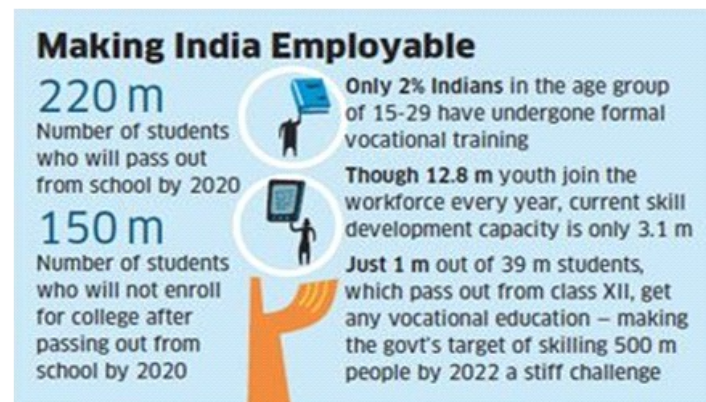 Making India Employable
220 m
Number of students
who will pass out
from school by 2020
150 m
Number of students
who will not enroll
for college after
passing out from
school by 2020
Only 2% Indians in the age group
of 15-29 have undergone formal
vocational training
Though 12.8 m youth join the
workforce every year, current skill
development capacity is only 3.1 m
Just 1 m out of 39 m students,
which pass out from class XII, get
any vocational education – making
the govt's target of skilling 500 m
people by 2022 a stiff challenge